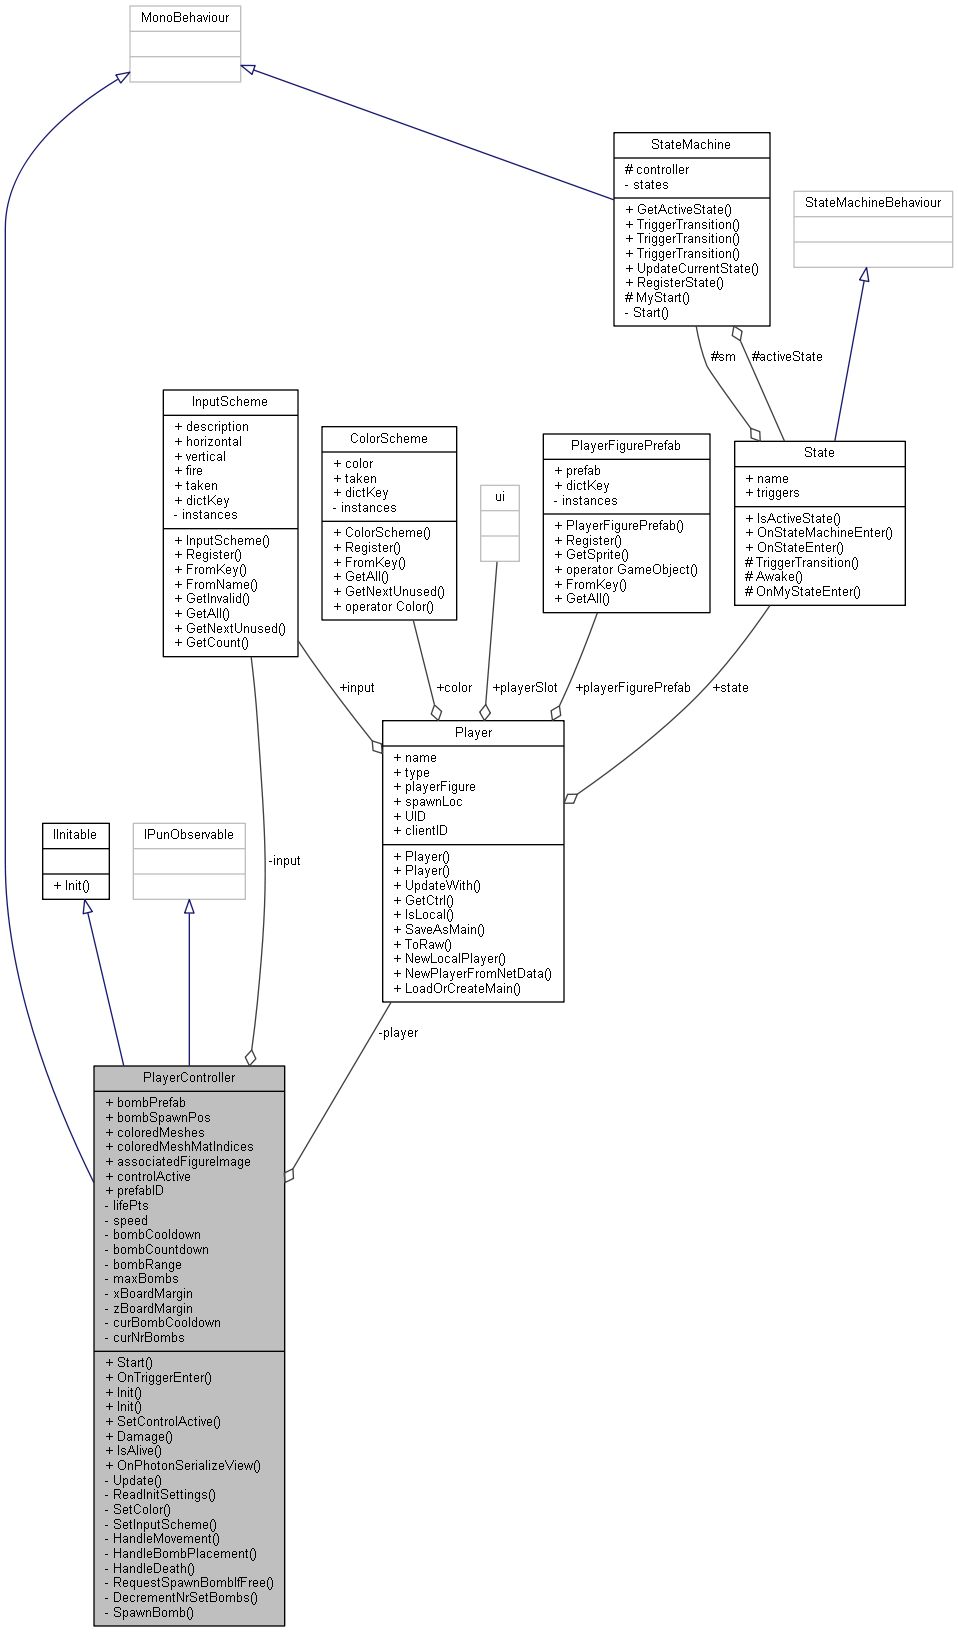 MonoBehaviour
StateMachine
# controller
- states
+ GetActiveState()
+ TriggerTransition()
+ TriggerTransition()
+ TriggerTransition()
+ UpdateCurrentState()
+ RegisterState()
# MyStart()
- Start()
StateMachineBehaviour
#sm
#activeState
InputScheme
+ description
+ horizontal
+ vertical
+ fire
+ taken
+ dictKey
- instances
+ InputScheme()
+ Register()
+ FromKey()
+ FromName()
+ GetInvalid()
+ GetAll()
+ GetNextUnused()
+ GetCount()
ColorScheme
+ color
+ taken
+ dictKey
- instances
+ ColorScheme()
+ Register()
+ FromKey()
+ GetAll()
+ GetNextUnused()
+ operator Color()
ui
PlayerFigurePrefab
+ prefab
+ dictKey
- instances
+ PlayerFigurePrefab()
+ Register()
+ GetSprite()
+ operator GameObject()
+ FromKey()
+ GetAll()
State
+ name
+ triggers
+ IsActiveState()
+ OnStateMachineEnter()
+ OnStateEnter()
# TriggerTransition()
# Awake()
# OnMyStateEnter()
+input
+color
+playerSlot
+playerFigurePrefab
+state
Player
+ name
+ type
+ playerFigure
+ spawnLoc
+ UID
+ clientID
+ Player()
+ Player()
+ UpdateWith()
+ GetCtrl()
+ IsLocal()
+ SaveAsMain()
+ ToRaw()
+ NewLocalPlayer()
+ NewPlayerFromNetData()
+ LoadOrCreateMain()
IInitable
+ Init()
IPunObservable
-input
-player
PlayerController
+ bombPrefab
+ bombSpawnPos
+ coloredMeshes
+ coloredMeshMatIndices
+ associatedFigureImage
+ controlActive
+ prefabID
- lifePts
- speed
- bombCooldown
- bombCountdown
- bombRange
- maxBombs
- xBoardMargin
- zBoardMargin
- curBombCooldown
- curNrBombs
+ Start()
+ OnTriggerEnter()
+ Init()
+ Init()
+ SetControlActive()
+ Damage()
+ IsAlive()
+ OnPhotonSerializeView()
- Update()
- ReadInitSettings()
- SetColor()
- SetInputScheme()
- HandleMovement()
- HandleBombPlacement()
- HandleDeath()
- RequestSpawnBombIfFree()
- DecrementNrSetBombs()
- SpawnBomb()